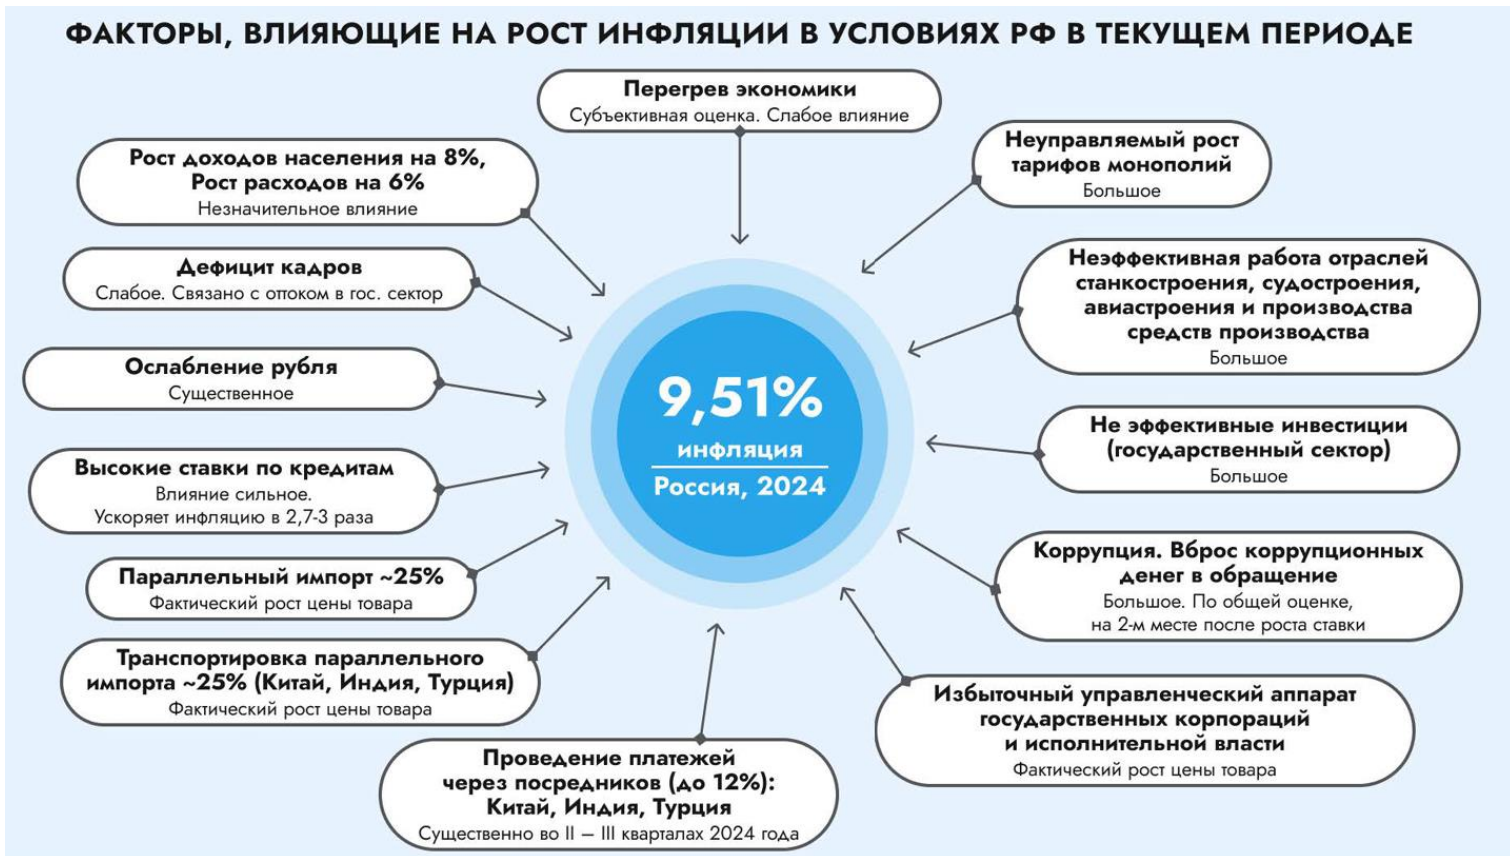 ФАКТОРЫ, ВЛИЯЮЩИЕ НА РОСТ ИНФЛЯЦИИ В УСЛОВИЯХ РФ В ТЕКУЩЕМ ПЕРИОДЕ
Перегрев экономики
Субъективная оценка. Слабое влияние
Рост доходов населения на 8%,
Рост расходов на 6%
Незначительное влияние
Дефицит кадров
Слабое. Связано с оттоком в гос. сектор
Ослабление рубля
Существенное
Высокие ставки по кредитам
Влияние сильное.
Ускоряет инфляцию в 2,7-3 раза
Параллельный импорт ~25%
Фактический рост цены товара
Транспортировка параллельного
импорта ~25% (Китай, Индия, Турция)
Фактический рост цены товара
Проведение платежей
через посредников (до 12%):
Китай, Индия, Турция
Существенно во II – III кварталах 2024 года
9,51%
инфляция
Россия, 2024
Неуправляемый рост
тарифов монополий
Большое
Неэффективная работа отраслей
станкостроения, судостроения,
авиастроения и производства
средств производства
Большое
Не эффективные инвестиции
(государственный сектор)
Большое
Коррупция. Вброс коррупционных
денег в обращение
Большое. По общей оценке,
на 2-м месте после роста ставки
Избыточный управленческий аппарат
государственных корпораций
и исполнительной власти
Фактический рост цены товара